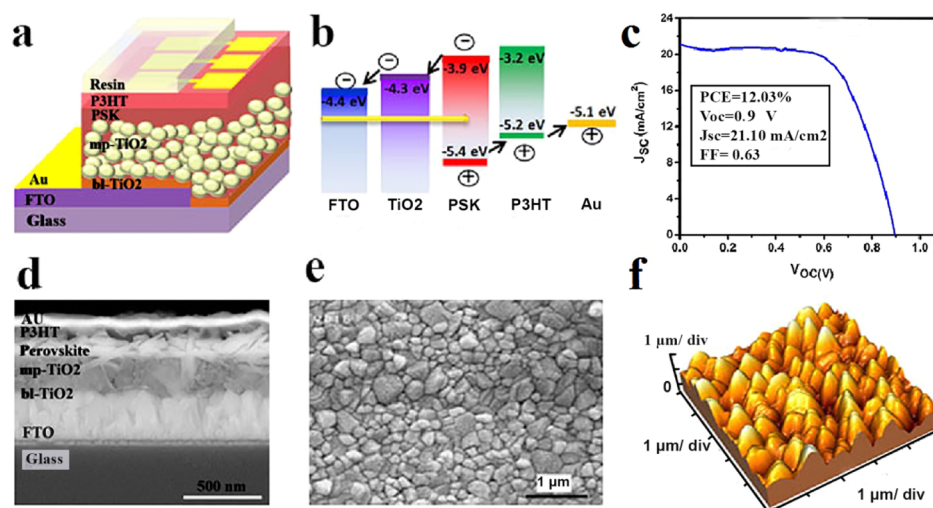 a
Resin
P3HT
PSK
mp-TiO2
bl-TiO2
Au
FTO
Glass
b
-4.4 eV
-4.3 eV
-3.9 eV
-3.2 eV
-5.4 eV
-5.2 eV
-5.1 eV
FTO TiO2 PSK P3HT Au
c
24
20
16
12
8
4
0
JSC (mA/cm²)
PCE=12.03%
Voc=0.9 V
Jsc=21.10 mA/cm2
FF= 0.63
0.0 0.2 0.4 0.6 0.8 1.0
VOC(V)
d
AU
P3HT
Perovskite
mp-TiO2
bl-TiO2
FTO
Glass
500 nm
e
1 µm
f
1 µm/ div
0
1 µm/ div
1 µm/ div